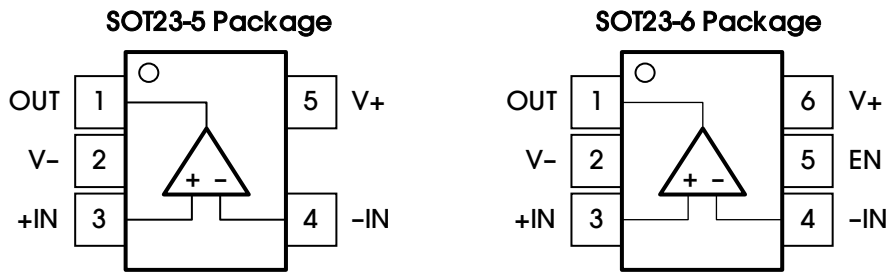 SOT23-5 Package
OUT 1 5 V+
V– 2
+ –
+IN 3 4 –IN
SOT23-6 Package
OUT 1 6 V+
V– 2 5 EN
+ –
+IN 3 4 –IN